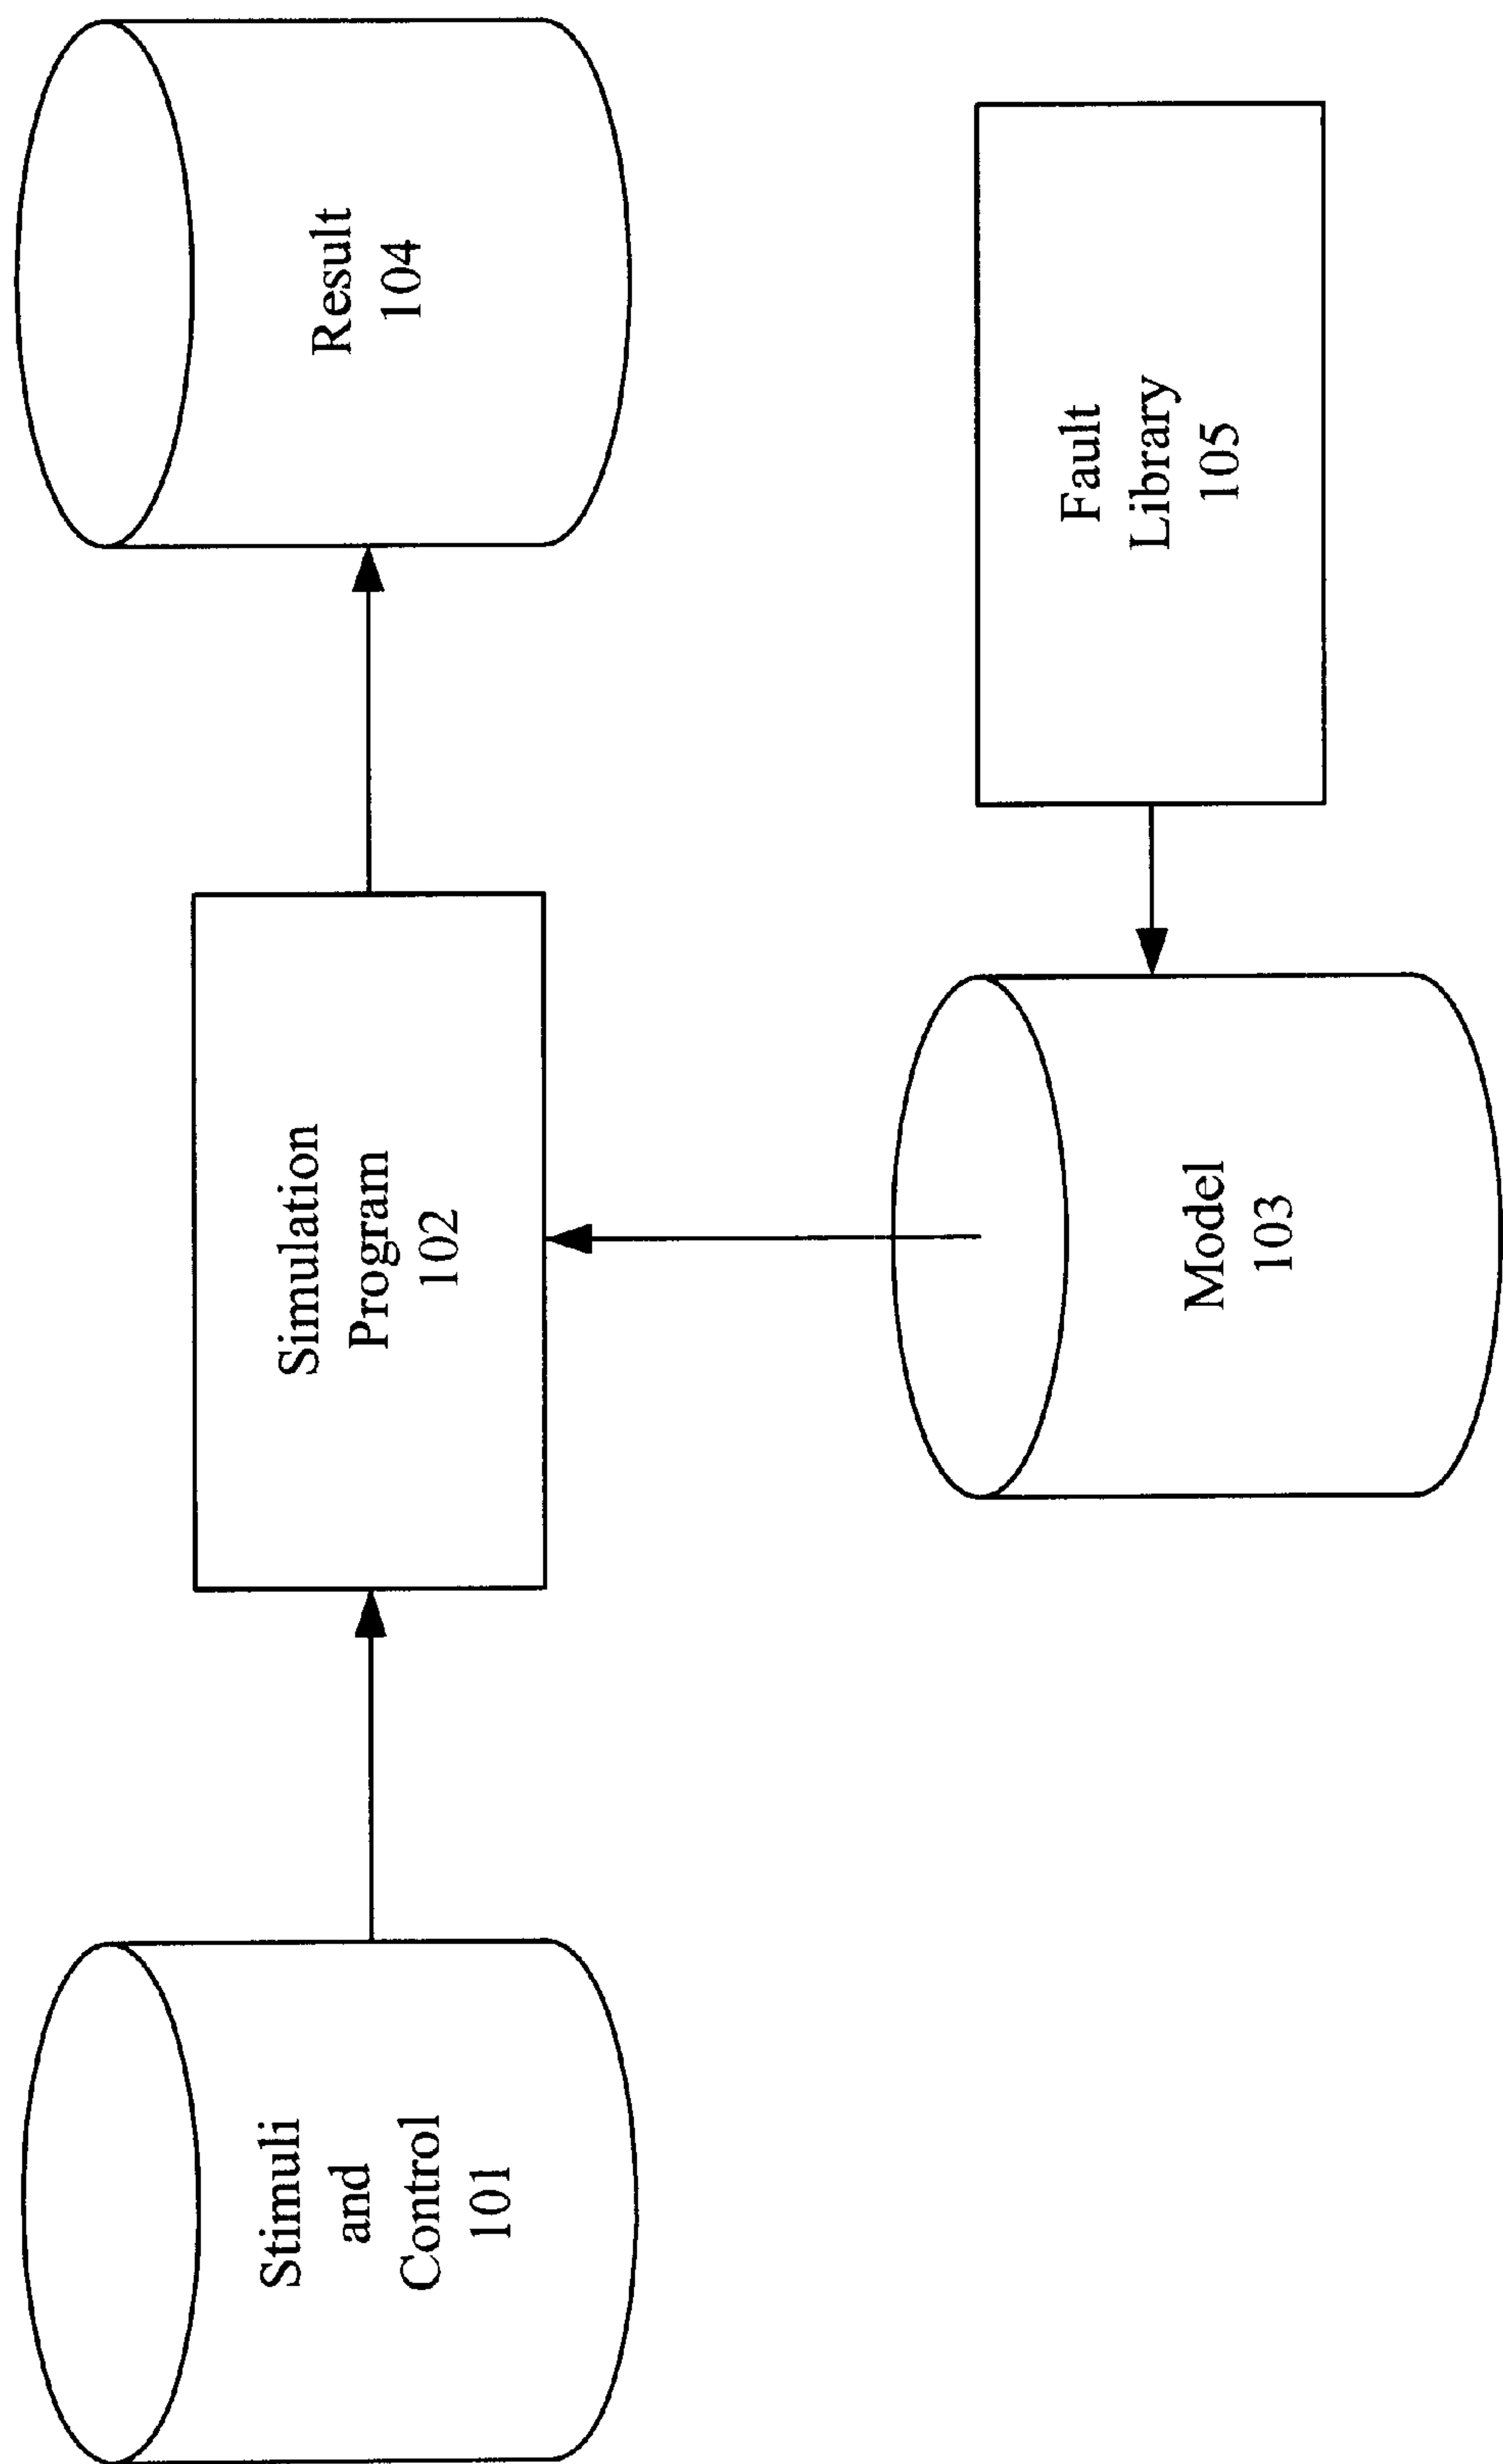 Stimuli
and
Control
101
Simulation
Program
102
Result
104
Model
103
Fault
Library
105